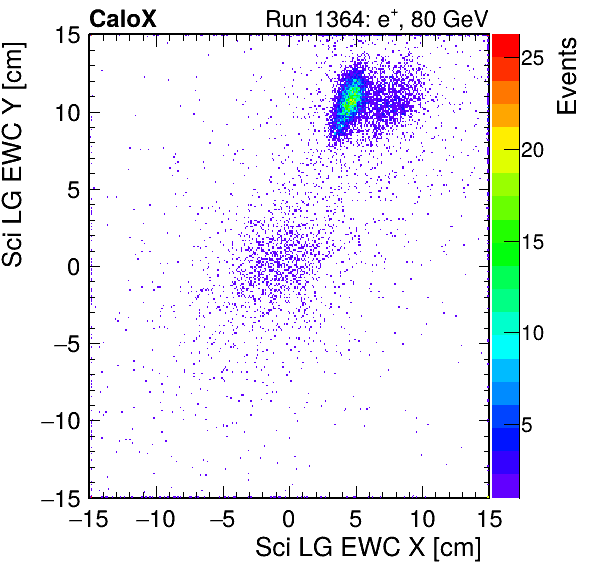 CaloX Run 1364: e+, 80 GeV
Sci LG EWC Y [cm]
15
10
5
0
−5
−10
−15
−15 −10 −5 0 5 10 15
Sci LG EWC X [cm]
Events
25
20
15
10
5